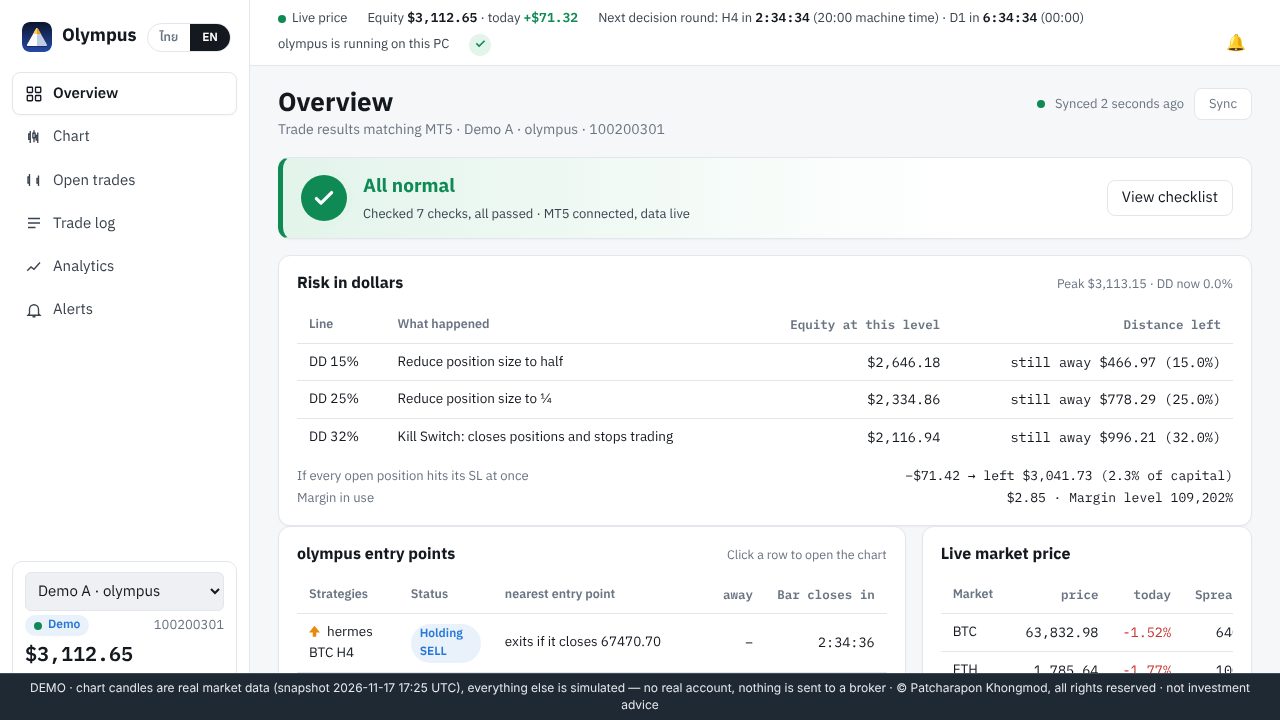 Olympus
ไทย EN
Overview
Chart
Open trades
Trade log
Analytics
Alerts
Demo A · olympus
Demo 100200301
$3,112.65
Live price Equity $3,112.65 · today +$71.32 Next decision round: H4 in 2:34:34 (20:00 machine time) · D1 in 6:34:34 (00:00)
olympus is running on this PC
Overview
Synced 2 seconds ago Sync
Trade results matching MT5 · Demo A · olympus · 100200301
All normal
Checked 7 checks, all passed · MT5 connected, data live
View checklist
Risk in dollars Peak $3,113.15 · DD now 0.0%
Line What happened Equity at this level Distance left
DD 15% Reduce position size to half $2,646.18 still away $466.97 (15.0%)
DD 25% Reduce position size to ¼ $2,334.86 still away $778.29 (25.0%)
DD 32% Kill Switch: closes positions and stops trading $2,116.94 still away $996.21 (32.0%)
If every open position hits its SL at once −$71.42 → left $3,041.73 (2.3% of capital)
Margin in use $2.85 · Margin level 109,202%
olympus entry points Click a row to open the chart
Strategies Status nearest entry point away Bar closes in
hermes BTC H4 Holding SELL exits if it closes 67470.70 – 2:34:36
Live market price
Market price today Sprea
BTC 63,832.98 -1.52% 64
ETH 1,785.64 -1.77% 10
DEMO · chart candles are real market data (snapshot 2026-11-17 17:25 UTC), everything else is simulated — no real account, nothing is sent to a broker · © Patcharapon Khongmod, all rights reserved · not investment
advice